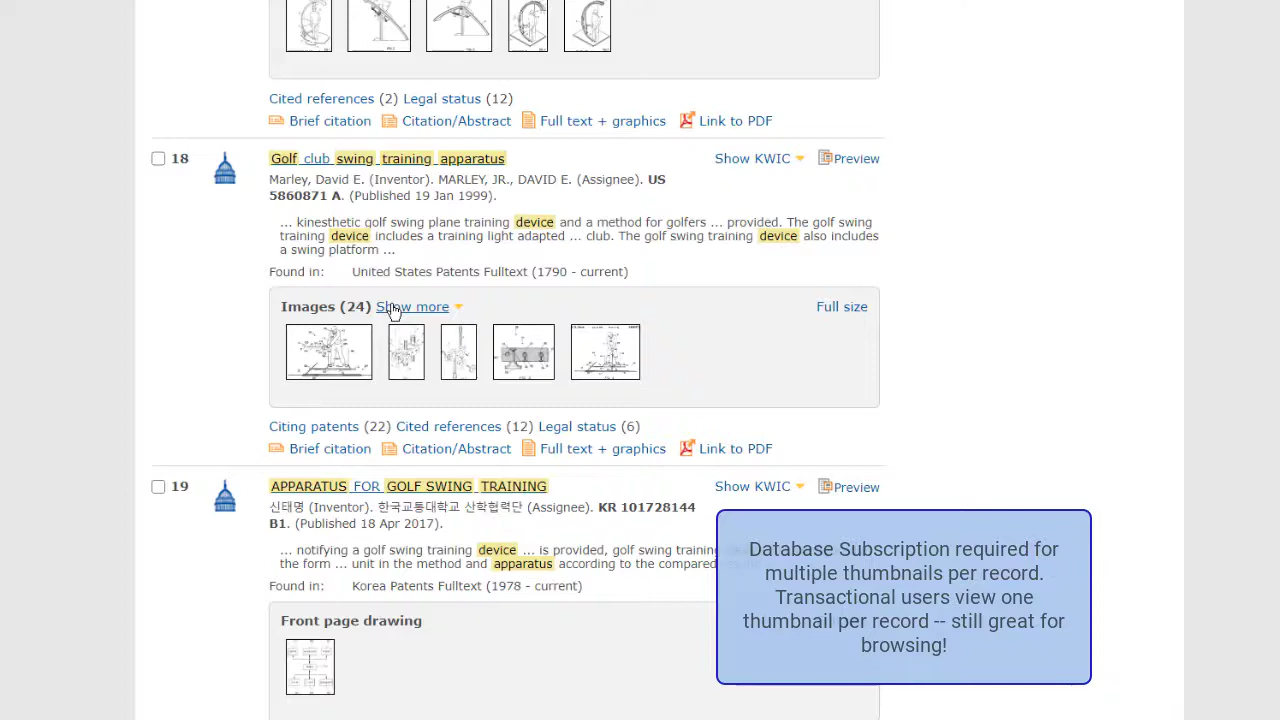 Cited references (2) Legal status (12)
Brief citation Citation/Abstract Full text + graphics Link to PDF
18 Golf club swing training apparatus Show KWIC Preview
Marley, David E. (Inventor). MARLEY, JR., DAVID E. (Assignee). US
5860871 A. (Published 19 Jan 1999).
... kinesthetic golf swing plane training device and a method for golfers ... provided. The golf swing
training device includes a training light adapted ... club. The golf swing training device also includes
a swing platform ...
Found in: United States Patents Fulltext (1790 - current)
Images (24) Show more Full size
Citing patents (22) Cited references (12) Legal status (6)
Brief citation Citation/Abstract Full text + graphics Link to PDF
19 APPARATUS FOR GOLF SWING TRAINING Show KWIC Preview
신태명 (Inventor). 한국교통대학교 산학협력단 (Assignee). KR 101728144
B1. (Published 18 Apr 2017).
... notifying a golf swing training device ... is provided, golf swing training
the form ... unit in the method and apparatus according to the compared
Found in: Korea Patents Fulltext (1978 - current)
Front page drawing
Database Subscription required for
multiple thumbnails per record.
Transactional users view one
thumbnail per record -- still great for
browsing!